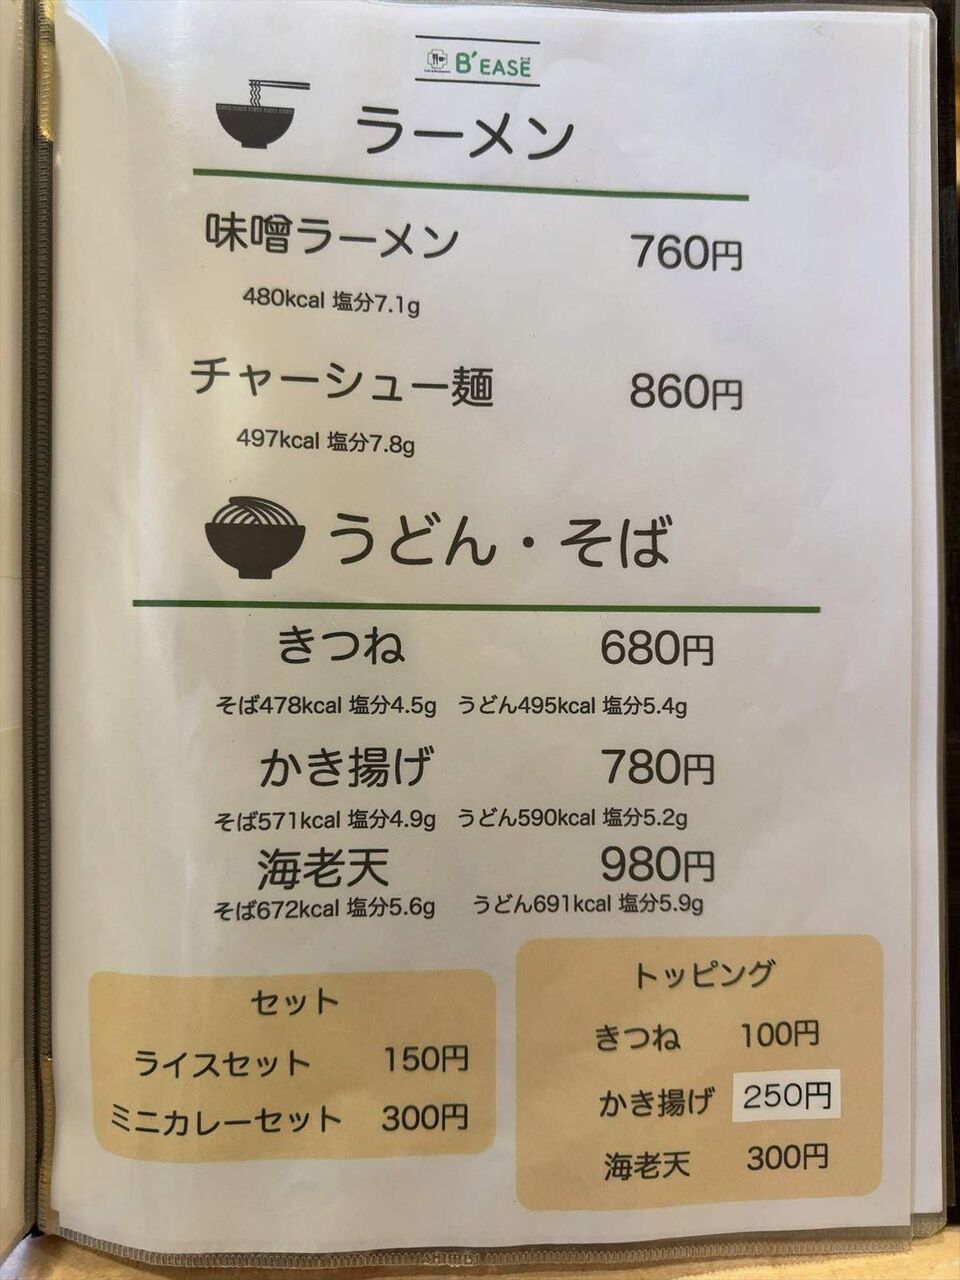 B'EASE
ラーメン
味噌ラーメン 760円
480kcal 塩分7.1g
チャーシュー麺 860円
497kcal 塩分7.8g
うどん・そば
きつね 680円
そば478kcal 塩分4.5g うどん495kcal 塩分5.4g
かき揚げ 780円
そば571kcal 塩分4.9g うどん590kcal 塩分5.2g
海老天 980円
そば672kcal 塩分5.6g うどん691kcal 塩分5.9g
セット
ライスセット 150円
ミニカレーセット 300円
トッピング
きつね 100円
かき揚げ 250円
海老天 300円